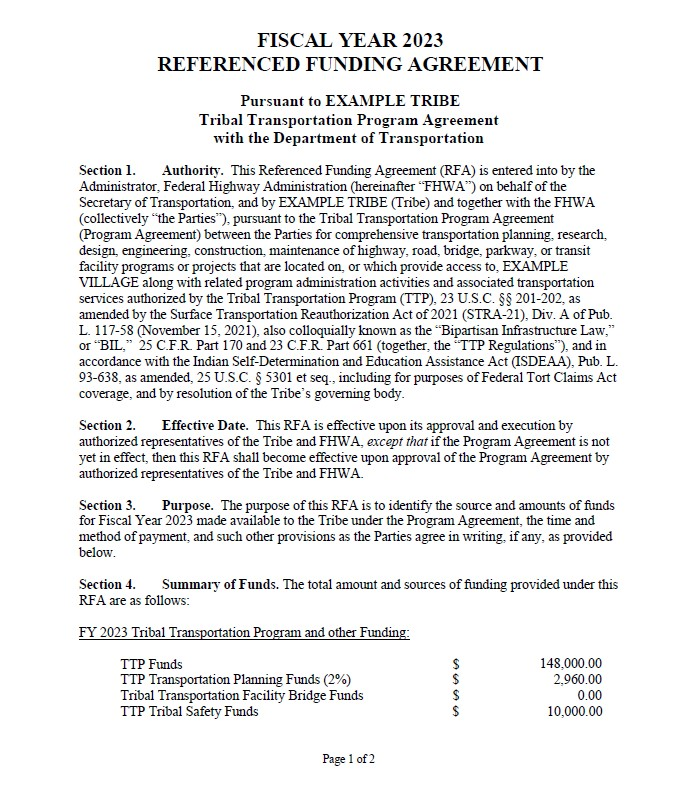 FISCAL YEAR 2023
REFERENCED FUNDING AGREEMENT
Pursuant to EXAMPLE TRIBE
Tribal Transportation Program Agreement
with the Department of Transportation
Section 1. Authority. This Referenced Funding Agreement (RFA) is entered into by the
Administrator, Federal Highway Administration (hereinafter “FHWA”) on behalf of the
Secretary of Transportation, and by EXAMPLE TRIBE (Tribe) and together with the FHWA
(collectively “the Parties”), pursuant to the Tribal Transportation Program Agreement
(Program Agreement) between the Parties for comprehensive transportation planning, research,
design, engineering, construction, maintenance of highway, road, bridge, parkway, or transit
facility programs or projects that are located on, or which provide access to, EXAMPLE
VILLAGE along with related program administration activities and associated transportation
services authorized by the Tribal Transportation Program (TTP), 23 U.S.C. §§ 201-202, as
amended by the Surface Transportation Reauthorization Act of 2021 (STRA-21), Div. A of Pub.
L. 117-58 (November 15, 2021), also colloquially known as the “Bipartisan Infrastructure Law,”
or “BIL,” 25 C.F.R. Part 170 and 23 C.F.R. Part 661 (together, the “TTP Regulations”), and in
accordance with the Indian Self-Determination and Education Assistance Act (ISDEAA), Pub. L.
93-638, as amended, 25 U.S.C. § 5301 et seq., including for purposes of Federal Tort Claims Act
coverage, and by resolution of the Tribe’s governing body.
Section 2. Effective Date. This RFA is effective upon its approval and execution by
authorized representatives of the Tribe and FHWA, except that if the Program Agreement is not
yet in effect, then this RFA shall become effective upon approval of the Program Agreement by
authorized representatives of the Tribe and FHWA.
Section 3. Purpose. The purpose of this RFA is to identify the source and amounts of funds
for Fiscal Year 2023 made available to the Tribe under the Program Agreement, the time and
method of payment, and such other provisions as the Parties agree in writing, if any, as provided
below.
Section 4. Summary of Funds. The total amount and sources of funding provided under this
RFA are as follows:
FY 2023 Tribal Transportation Program and other Funding:
TTP Funds $ 148,000.00
TTP Transportation Planning Funds (2%) $ 2,960.00
Tribal Transportation Facility Bridge Funds $ 0.00
TTP Tribal Safety Funds $ 10,000.00
Page 1 of 2